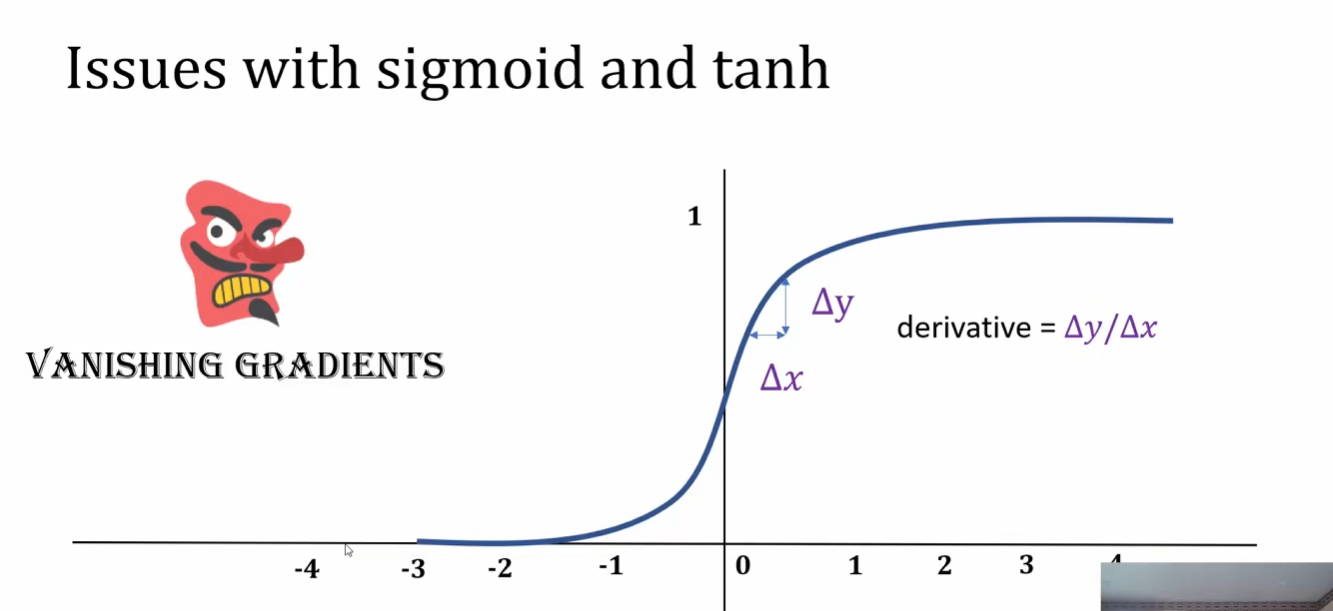 Issues with sigmoid and tanh
1
Δy
derivative = Δy/Δx
VANISHING GRADIENTS
Δx
-4 -3 -2 -1 0 1 2 3